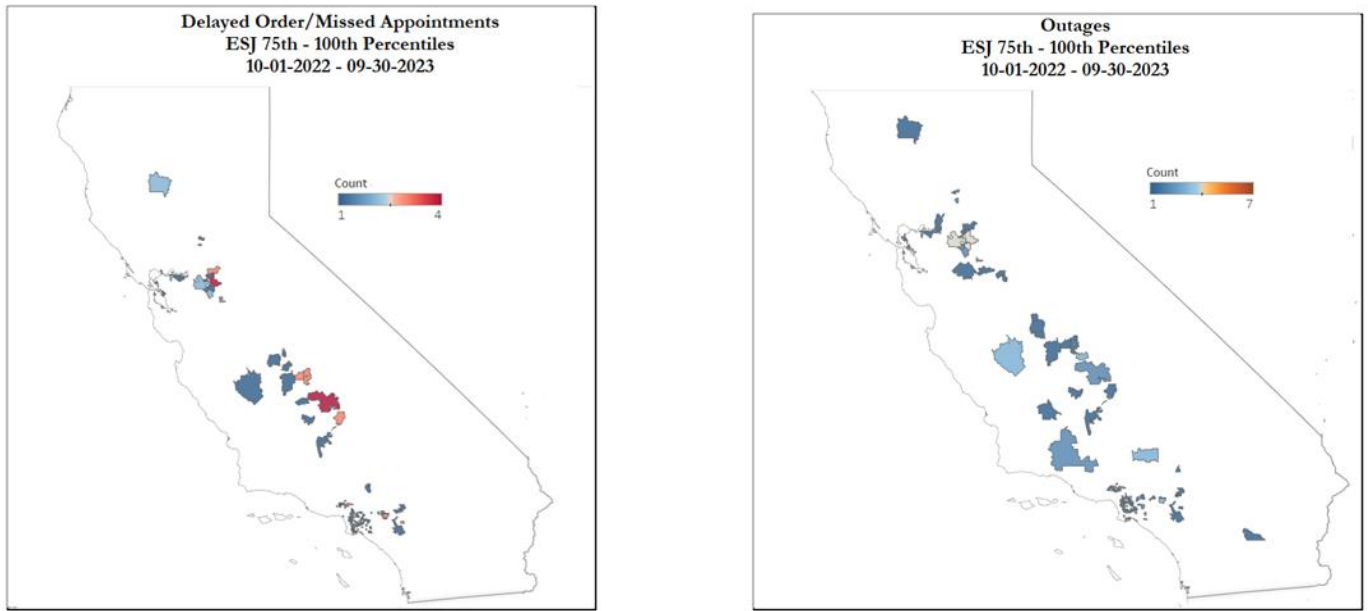 Delayed Order/Missed Appointments
ESJ 75th - 100th Percentiles
10-01-2022 - 09-30-2023
Count
1 4
Outages
ESJ 75th - 100th Percentiles
10-01-2022 - 09-30-2023
Count
1 7